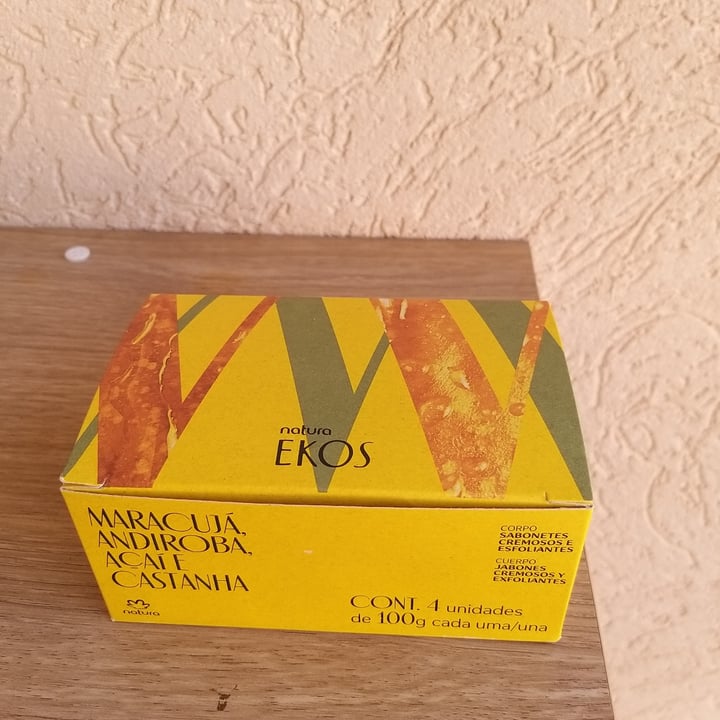 natura
EKOS
MARACUJÁ,
ANDIROBA,
AÇAÍ E
CASTANHA
natura
CORPO
SABONETES
CREMOSOS E
ESFOLIANTES
CUERPO
JABONES
CREMOSOS Y
EXFOLIANTES
CONT. 4 unidades
de 100g cada uma/una